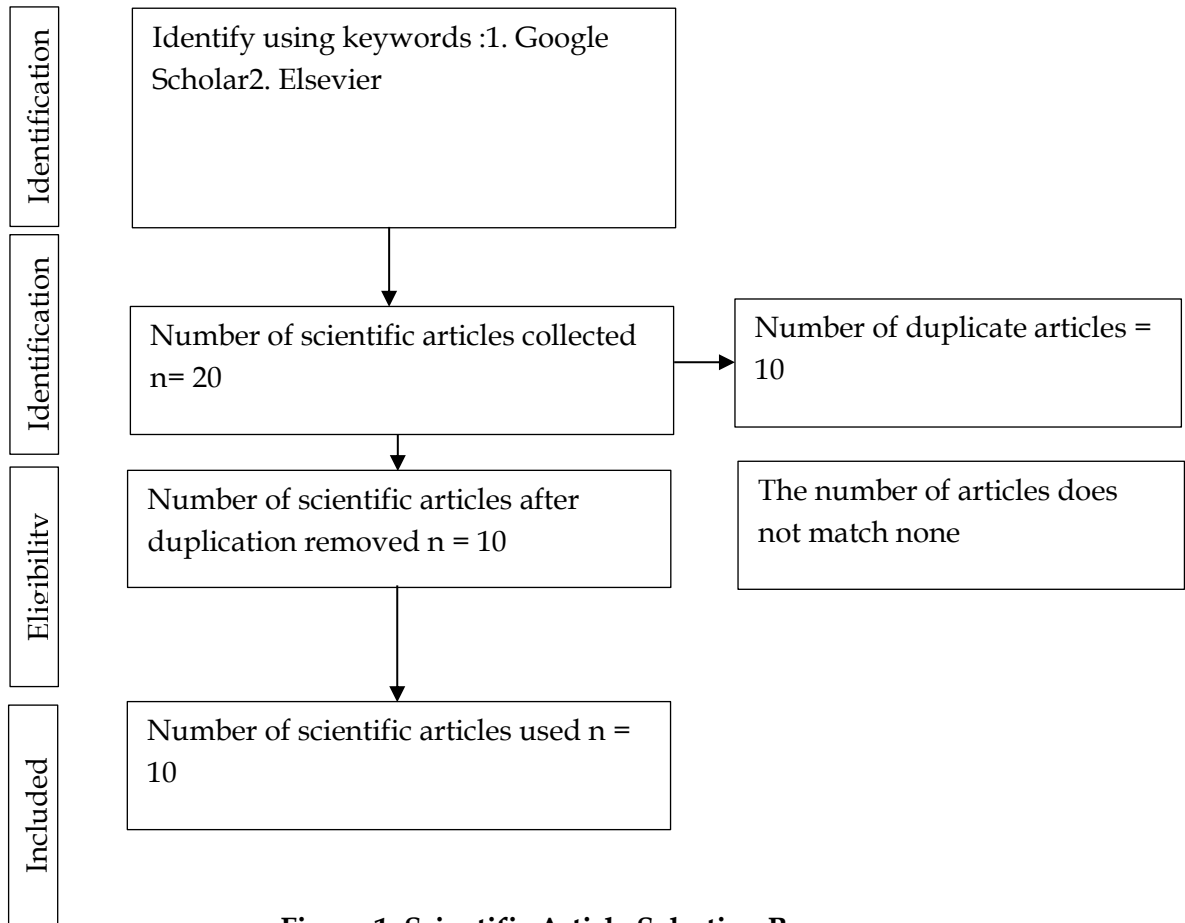 Identification
Identify using keywords :1. Google
Scholar2. Elsevier
Identification
Number of scientific articles collected
n= 20
Number of duplicate articles =
10
Eligibility
Number of scientific articles after
duplication removed n = 10
The number of articles does
not match none
Included
Number of scientific articles used n =
10
Figure 1. Scientific Article Selection